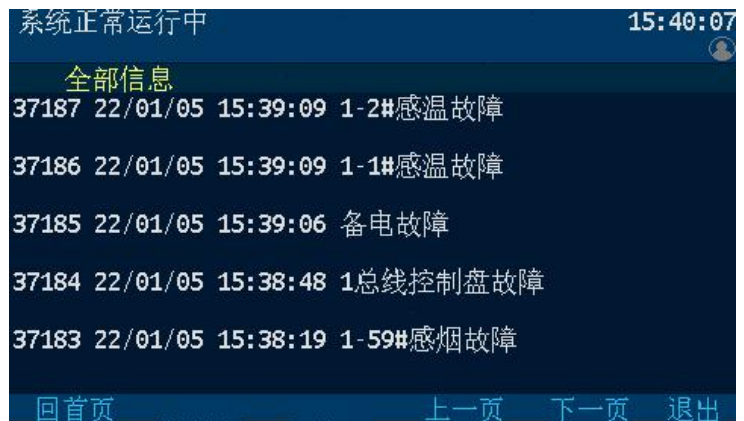 系统正常运行中 15:40:07
全部信息
37187 22/01/05 15:39:09 1-2#感温故障
37186 22/01/05 15:39:09 1-1#感温故障
37185 22/01/05 15:39:06 备电故障
37184 22/01/05 15:38:48 1总线控制盘故障
37183 22/01/05 15:38:19 1-59#感烟故障
回首页 上一页 下一页 退出